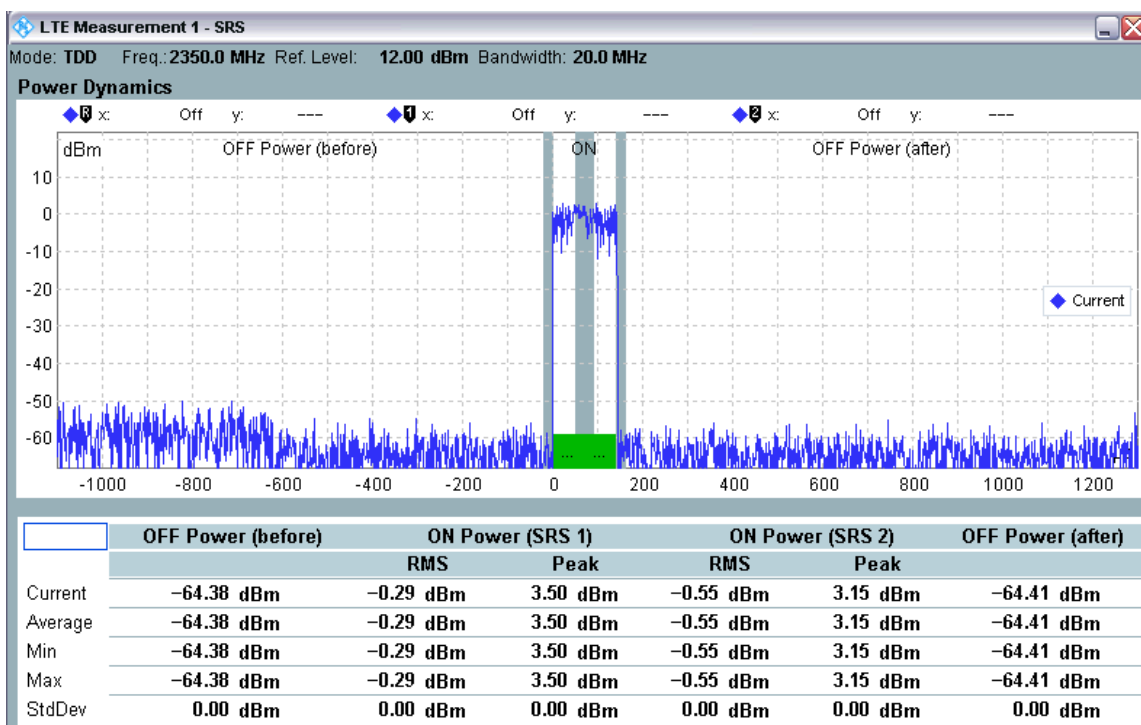 LTE Measurement 1 - SRS
Mode: TDD Freq.: 2350.0 MHz Ref. Level: 12.00 dBm Bandwidth: 20.0 MHz
Power Dynamics
R x: Off y: --- 1 x: Off y: --- 2 x: Off y: ---
dBm OFF Power (before) ON OFF Power (after)
10
0
-10
-20
-30
Current
-40
-50
-60
... ...
-1000 -800 -600 -400 -200 0 200 400 600 800 1000 1200
OFF Power (before) ON Power (SRS 1) ON Power (SRS 2) OFF Power (after)
RMS Peak RMS Peak
Current −64.38 dBm −0.29 dBm 3.50 dBm −0.55 dBm 3.15 dBm −64.41 dBm
Average −64.38 dBm −0.29 dBm 3.50 dBm −0.55 dBm 3.15 dBm −64.41 dBm
Min −64.38 dBm −0.29 dBm 3.50 dBm −0.55 dBm 3.15 dBm −64.41 dBm
Max −64.38 dBm −0.29 dBm 3.50 dBm −0.55 dBm 3.15 dBm −64.41 dBm
StdDev 0.00 dBm 0.00 dBm 0.00 dBm 0.00 dBm 0.00 dBm 0.00 dBm